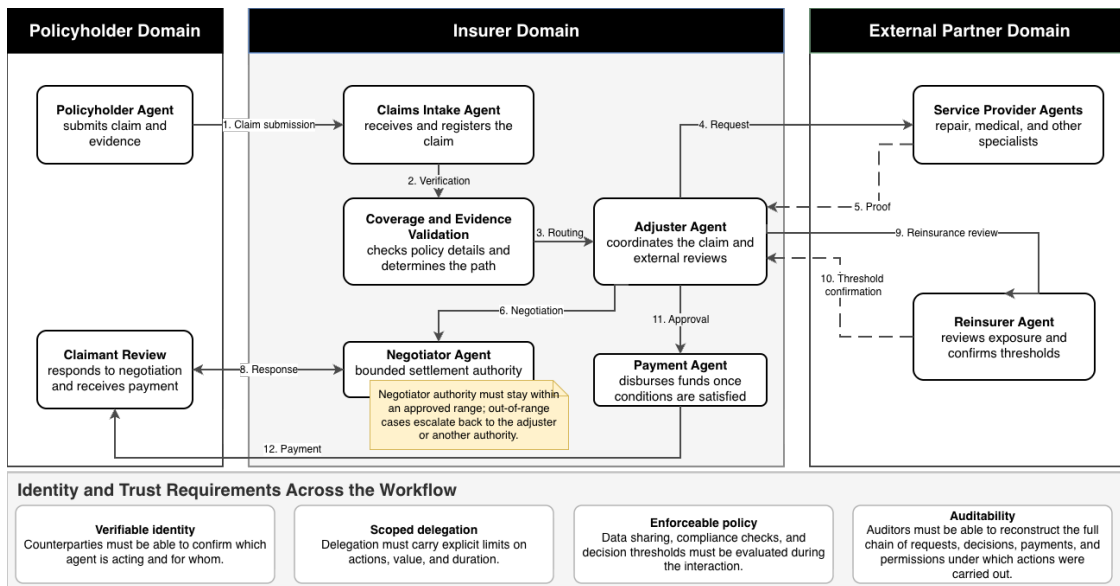 Policyholder Domain
Insurer Domain
External Partner Domain
Policyholder Agent
submits claim and
evidence
1. Claim submission
Claims Intake Agent
receives and registers the
claim
4. Request
Service Provider Agents
repair, medical, and other
specialists
2. Verification
5. Proof
Coverage and Evidence
Validation
checks policy details and
determines the path
3. Routing
Adjuster Agent
coordinates the claim and
external reviews
9. Reinsurance review
10. Threshold
confirmation
6. Negotiation
11. Approval
Reinsurer Agent
reviews exposure and
confirms thresholds
Claimant Review
responds to negotiation
and receives payment
8. Response
Negotiator Agent
bounded settlement authority
Negotiator authority must stay within
an approved range; out-of-range
cases escalate back to the adjuster
or another authority.
Payment Agent
disburses funds once
conditions are satisfied
12. Payment
Identity and Trust Requirements Across the Workflow
Verifiable identity
Counterparties must be able to confirm which
agent is acting and for whom.
Scoped delegation
Delegation must carry explicit limits on
actions, value, and duration.
Enforceable policy
Data sharing, compliance checks, and
decision thresholds must be evaluated during
the interaction.
Auditability
Auditors must be able to reconstruct the full
chain of requests, decisions, payments, and
permissions under which actions were
carried out.